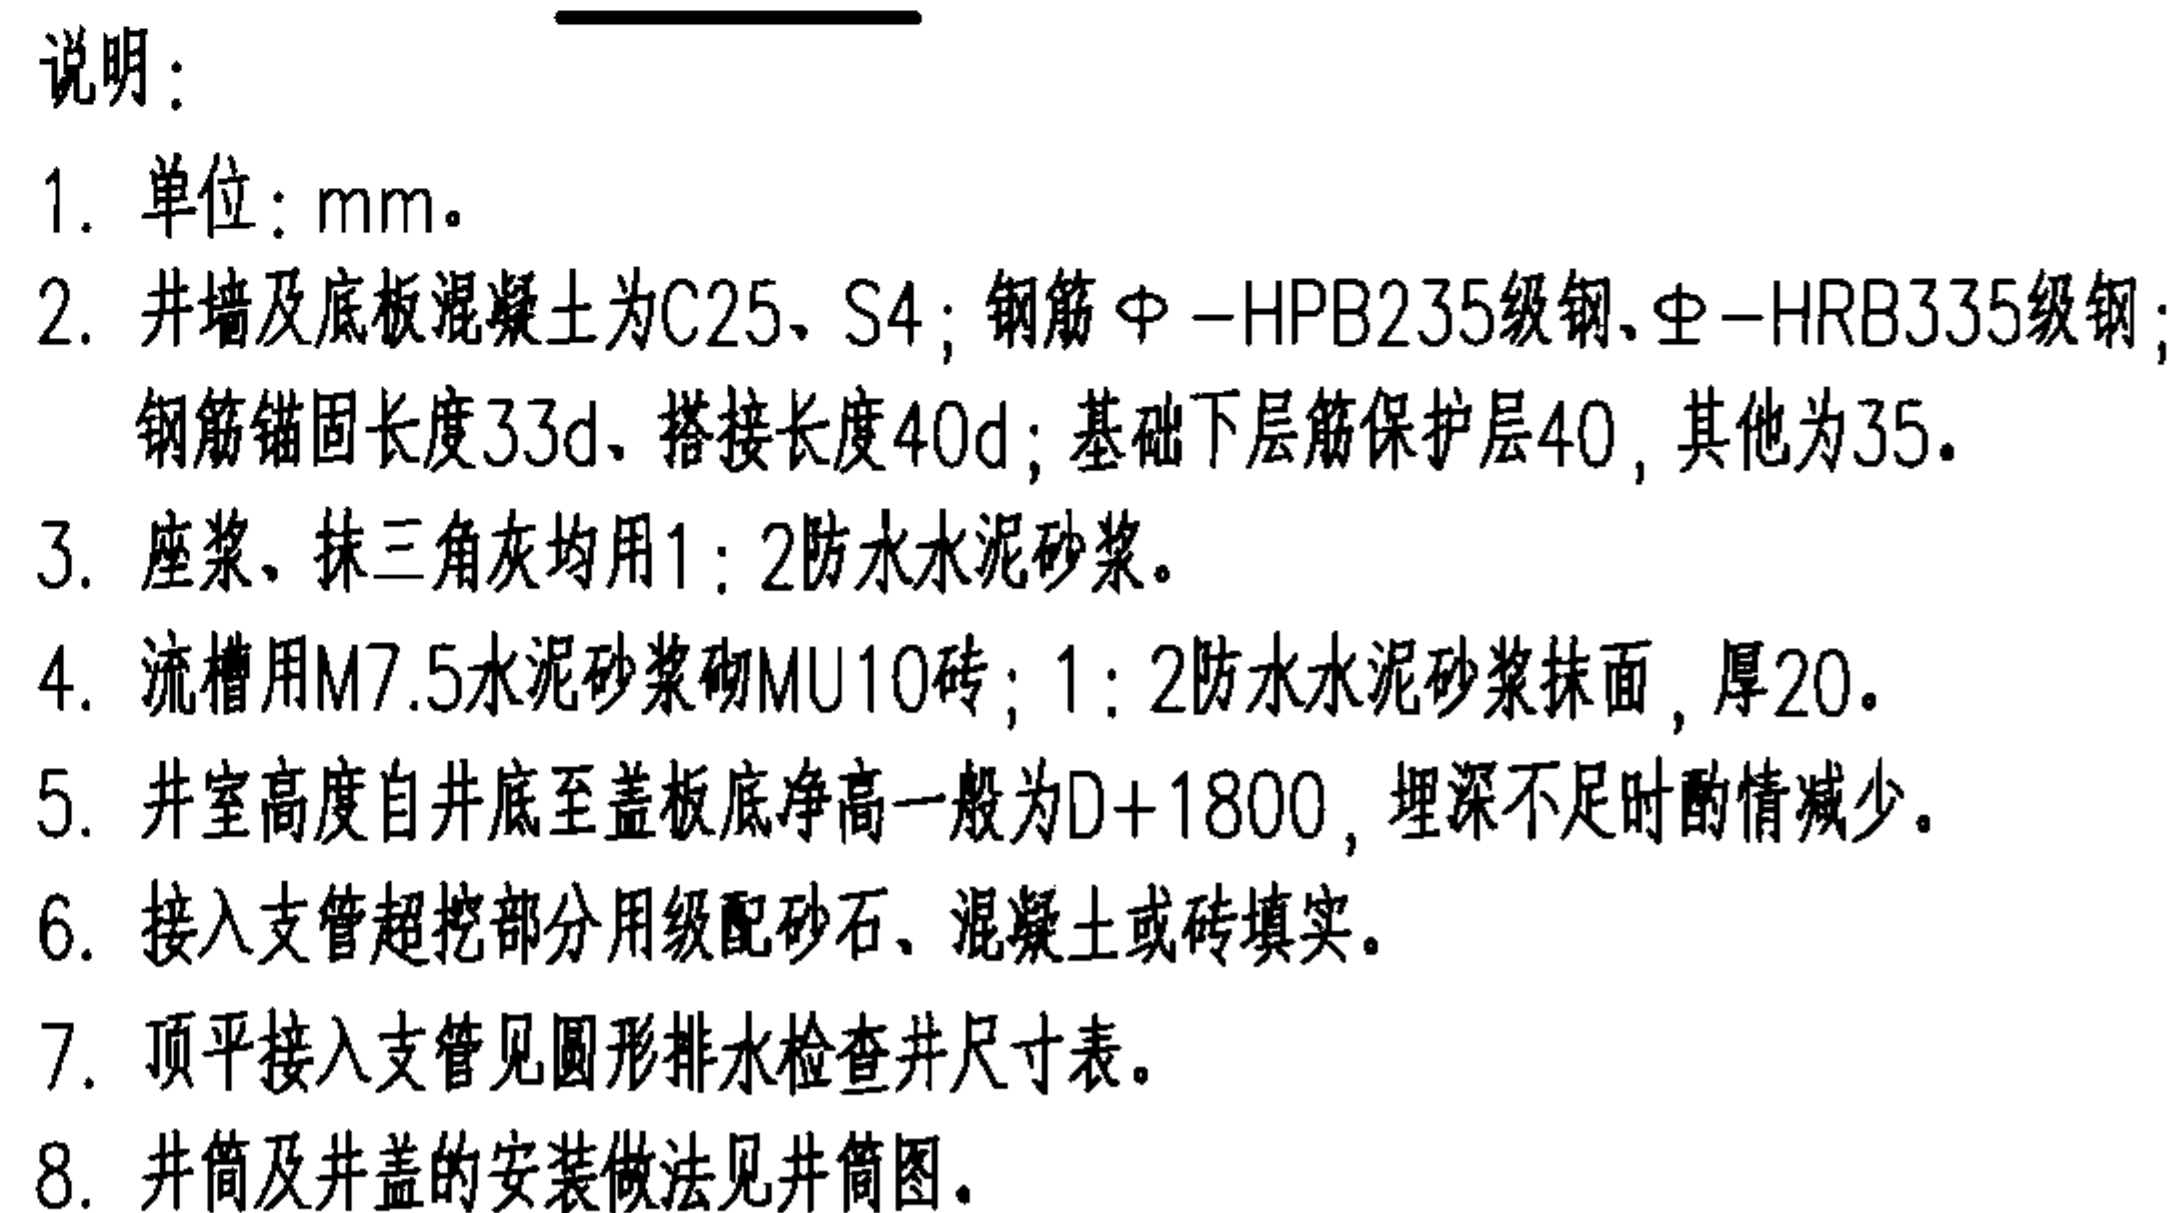 说明：
1. 单位：mm。
2. 井墙及底板混凝土为C25、S4；钢筋Φ-HPB235级钢、⏀-HRB335级钢；
钢筋锚固长度33d、搭接长度40d；基础下层筋保护层40，其他为35。
3. 座浆、抹三角灰均用1：2防水水泥砂浆。
4. 流槽用M7.5水泥砂浆砌MU10砖；1：2防水水泥砂浆抹面，厚20。
5. 井室高度自井底至盖板底净高一般为D+1800，埋深不足时酌情减少。
6. 接入支管超挖部分用级配砂石、混凝土或砖填实。
7. 顶平接入支管见圆形排水检查井尺寸表。
8. 井筒及井盖的安装做法见井筒图。